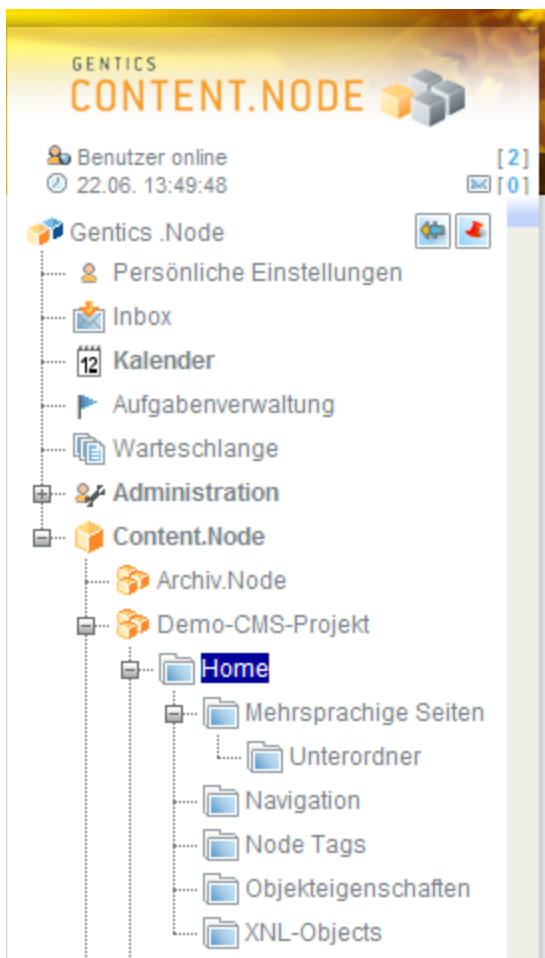 GENTICS
CONTENT.NODE
Benutzer online [2]
22.06. 13:49:48 [0]
Gentics .Node
Persönliche Einstellungen
Inbox
12 Kalender
Aufgabenverwaltung
Warteschlange
Administration
Content.Node
Archiv.Node
Demo-CMS-Projekt
Home
Mehrsprachige Seiten
Unterordner
Navigation
Node Tags
Objekteigenschaften
XNL-Objects